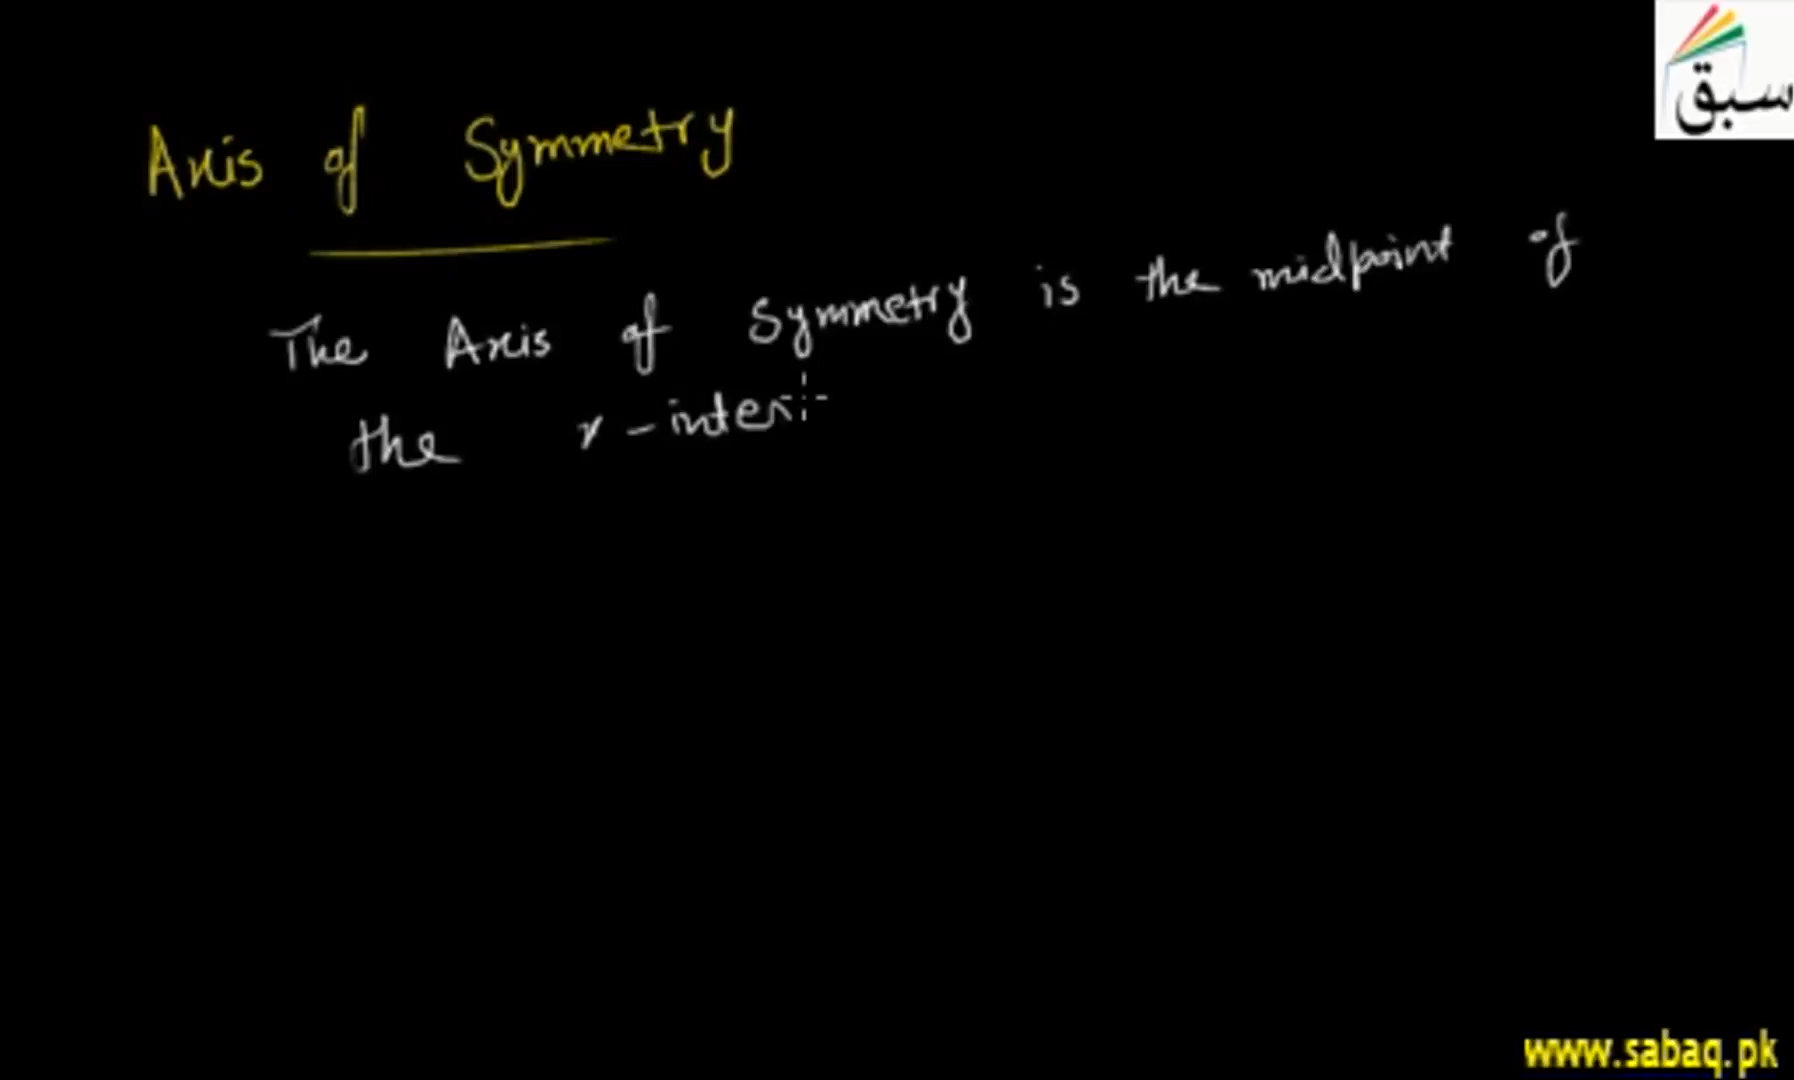 سبق
Axis of Symmetry
The Axis of Symmetry is the midpoint of
the x-inter
www.sabaq.pk